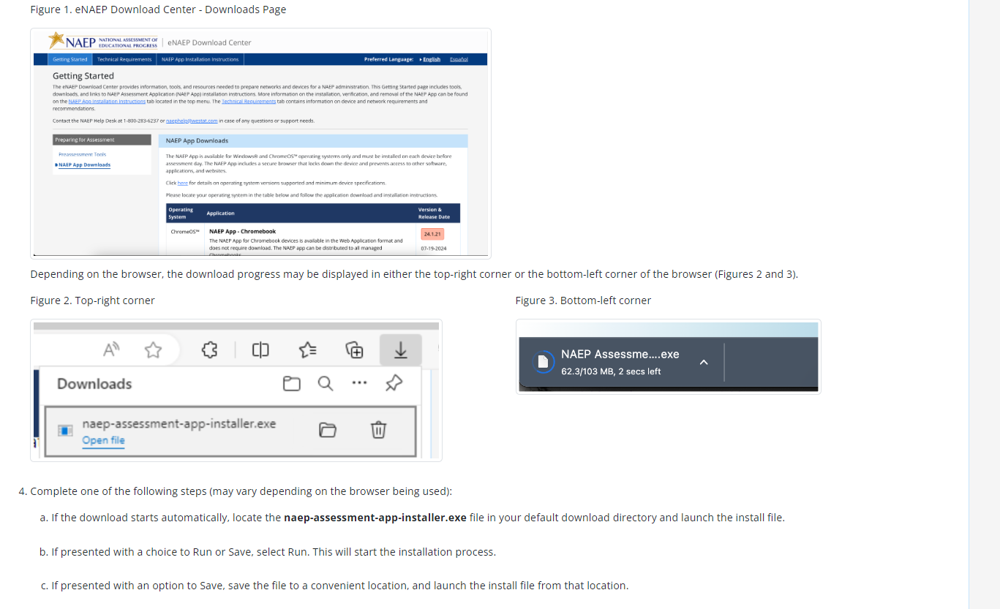 Figure 1. eNAEP Download Center - Downloads Page
NAEP NATIONAL ASSESSMENT OF EDUCATIONAL PROGRESS eNAEP Download Center
Getting Started Technical Requirements NAEP App Installation Instructions Preferred Language: English Español
Getting Started
The eNAEP Download Center provides information, tools, and resources needed to prepare networks and devices for a NAEP administration. This Getting Started page includes tools,
downloads, and links to NAEP Assessment Application (NAEP App) installation instructions. More information on the installation, verification, and removal of the NAEP App can be found
on the NAEP App Installation Instructions tab located in the top menu. The Technical Requirements tab contains information on device and network requirements and
recommendations.
Contact the NAEP Help Desk at 1-800-283-6237 or naephelp@westat.com in case of any questions or support needs.
Preparing for Assessment
Preassessment Tools
NAEP App Downloads
NAEP App Downloads
The NAEP App is available for Windows® and ChromeOS™ operating systems only and must be installed on each device before
assessment day. The NAEP App includes a secure browser that locks down the device and prevents access to other software,
applications, and websites.
Click here for details on operating system versions supported and minimum device specifications.
Please locate your operating system in the table below and follow the application download and installation instructions.
Operating System Application Version & Release Date
ChromeOS™ NAEP App - Chromebook 24.1.21
The NAEP App for Chromebook devices is available in the Web Application format and
does not require download. The NAEP app can be distributed to all managed 07-19-2024
Chromebooks
Depending on the browser, the download progress may be displayed in either the top-right corner or the bottom-left corner of the browser (Figures 2 and 3).
Figure 2. Top-right corner
Downloads
naep-assessment-app-installer.exe
Open file
Figure 3. Bottom-left corner
NAEP Assessme....exe
62.3/103 MB, 2 secs left
4. Complete one of the following steps (may vary depending on the browser being used):
a. If the download starts automatically, locate the naep-assessment-app-installer.exe file in your default download directory and launch the install file.
b. If presented with a choice to Run or Save, select Run. This will start the installation process.
c. If presented with an option to Save, save the file to a convenient location, and launch the install file from that location.